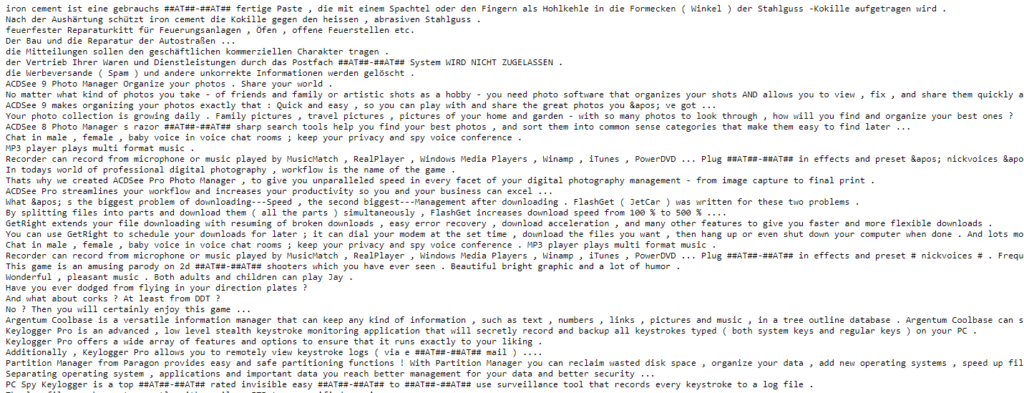 iron cement ist eine gebrauchs ##AT##-##AT## fertige Paste , die mit einem Spachtel oder den Fingern als Hohlkehle in die Formecken ( Winkel ) der Stahlguss -Kokille aufgetragen wird .
Nach der Aushärtung schützt iron cement die Kokille gegen den heissen , abrasiven Stahlguss .
feuerfester Reparaturkitt für Feuerungsanlagen , Öfen , offene Feuerstellen etc.
Der Bau und die Reparatur der Autostraßen ...
die Mitteilungen sollen den geschäftlichen kommerziellen Charakter tragen .
der Vertrieb Ihrer Waren und Dienstleistungen durch das Postfach ##AT##-##AT## System WIRD NICHT ZUGELASSEN .
die Werbeversande ( Spam ) und andere unkorrekte Informationen werden gelöscht .
ACDSee 9 Photo Manager Organize your photos . Share your world .
No matter what kind of photos you take - of friends and family or artistic shots as a hobby - you need photo software that organizes your shots AND allows you to view , fix , and share them quickly a
ACDSee 9 makes organizing your photos exactly that : Quick and easy , so you can play with and share the great photos you &apos; ve got ...
Your photo collection is growing daily . Family pictures , travel pictures , pictures of your home and garden - with so many photos to look through , how will you find and organize your best ones ?
ACDSee 8 Photo Manager s razor ##AT##-##AT## sharp search tools help you find your best photos , and sort them into common sense categories that make them easy to find later ...
Chat in male , female , baby voice in voice chat rooms ; keep your privacy and spy voice conference .
MP3 player plays multi format music .
Recorder can record from microphone or music played by MusicMatch , RealPlayer , Windows Media Players , Winamp , iTunes , PowerDVD ... Plug ##AT##-##AT## in effects and preset &apos; nickvoices &apo
In todays world of professional digital photography , workflow is the name of the game .
Thats why we created ACDSee Pro Photo Manager , to give you unparalleled speed in every facet of your digital photography management - from image capture to final print .
ACDSee Pro streamlines your workflow and increases your productivity so you and your business can excel ...
What &apos; s the biggest problem of downloading---Speed , the second biggest---Management after downloading . FlashGet ( JetCar ) was written for these two problems .
By splitting files into parts and download them ( all the parts ) simultaneously , FlashGet increases download speed from 100 % to 500 % ....
GetRight extends your file downloading with resuming of broken downloads , easy error recovery , download acceleration , and many other features to give you faster and more flexible downloads .
You can use GetRight to schedule your downloads for later ; it can dial your modem at the set time , download the files you want , then hang up or even shut down your computer when done . And lots mo
Chat in male , female , baby voice in voice chat rooms ; keep your privacy and spy voice conference . MP3 player plays multi format music .
Recorder can record from microphone or music played by MusicMatch , RealPlayer , Windows Media Players , Winamp , iTunes , PowerDVD ... Plug ##AT##-##AT## in effects and preset # nickvoices # . Frequ
This game is an amusing parody on 2d ##AT##-##AT## shooters which you have ever seen . Beautiful bright graphic and a lot of humor .
Wonderful , pleasant music . Both adults and children can play Jay .
Have you ever dodged from flying in your direction plates ?
And what about corks ? At least from DDT ?
No ? Then you will certainly enjoy this game ...
Argentum Coolbase is a versatile information manager that can keep any kind of information , such as text , numbers , links , pictures and music , in a tree outline database . Argentum Coolbase can s
Keylogger Pro is an advanced , low level stealth keystroke monitoring application that will secretly record and backup all keystrokes typed ( both system keys and regular keys ) on your PC .
Keylogger Pro offers a wide array of features and options to ensure that it runs exactly to your liking .
Additionally , Keylogger Pro allows you to remotely view keystroke logs ( via e ##AT##-##AT## mail ) ....
Partition Manager from Paragon provides easy and safe partitioning functions ! With Partition Manager you can reclaim wasted disk space , organize your data , add new operating systems , speed up fil
Separating operating system , applications and important data you reach better management for your data and better security ...
PC Spy Keylogger is a top ##AT##-##AT## rated invisible easy ##AT##-##AT## to ##AT##-##AT## use surveillance tool that records every keystroke to a log file .